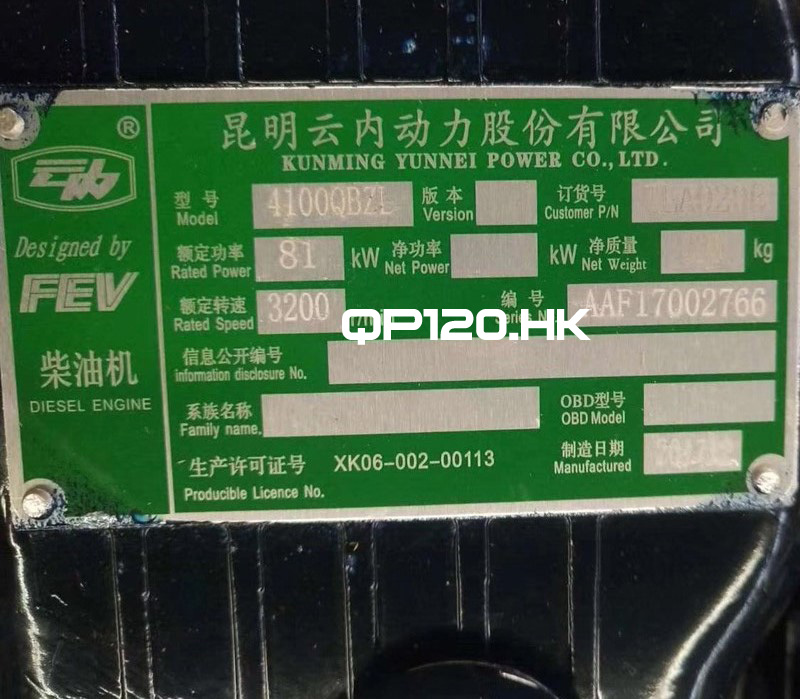 昆明云内动力股份有限公司
KUNMING YUNNEI POWER CO., LTD.
®
云内
Designed by
FEV
柴油机
DIESEL ENGINE
型号 4100QBZL 版本 订货号
Model Version Customer P/N
额定功率 81 kW 净功率 kW 净质量 kg
Rated Power Net Power Net Weight
额定转速 3200 编号 AAF17002766
Rated Speed
QP120.HK
信息公开编号
information disclosure No.
系族名称 OBD型号
Family name. OBD Model
生产许可证号 XK06-002-00113 制造日期
Producible Licence No. Manufactured